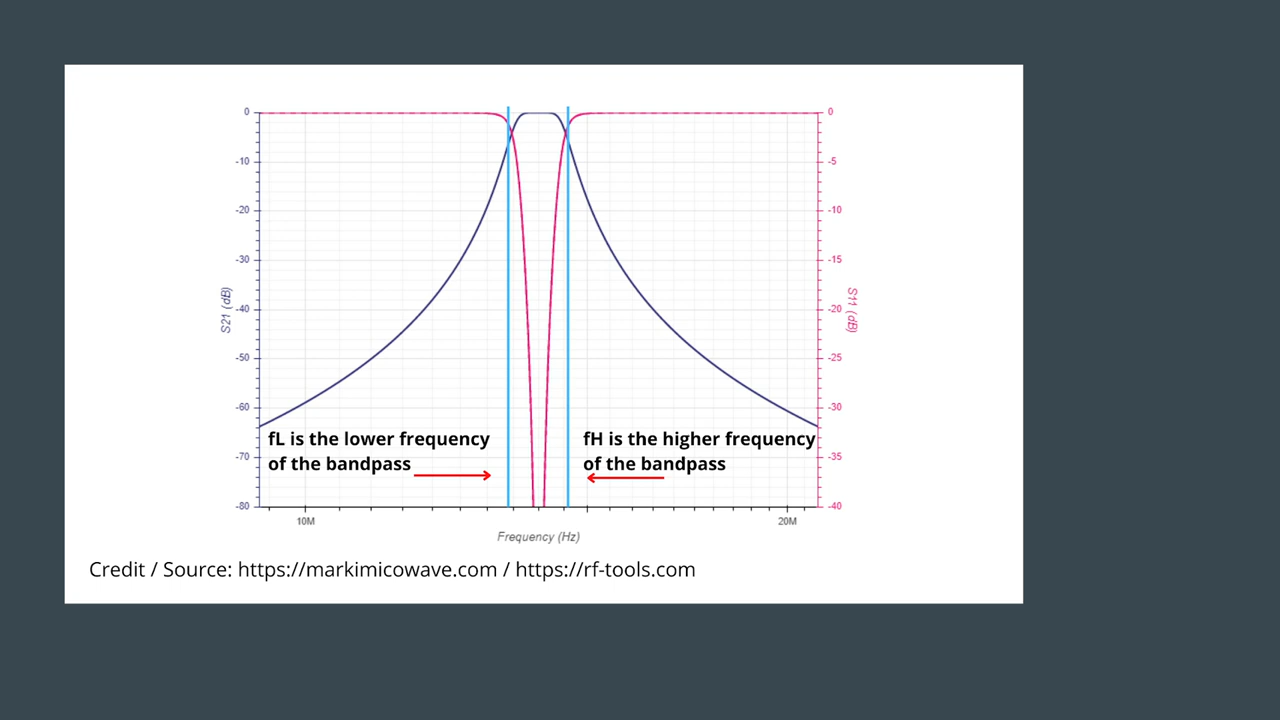 0
0
-10
-5
-20
-10
-30
-15
S21 (dB)
S11 (dB)
-40
-20
-50
-25
-60
-30
fL is the lower frequency
of the bandpass
fH is the higher frequency
of the bandpass
-70
-35
-80
-40
10M
20M
Frequency (Hz)
Credit / Source: https://markimicowave.com / https://rf-tools.com